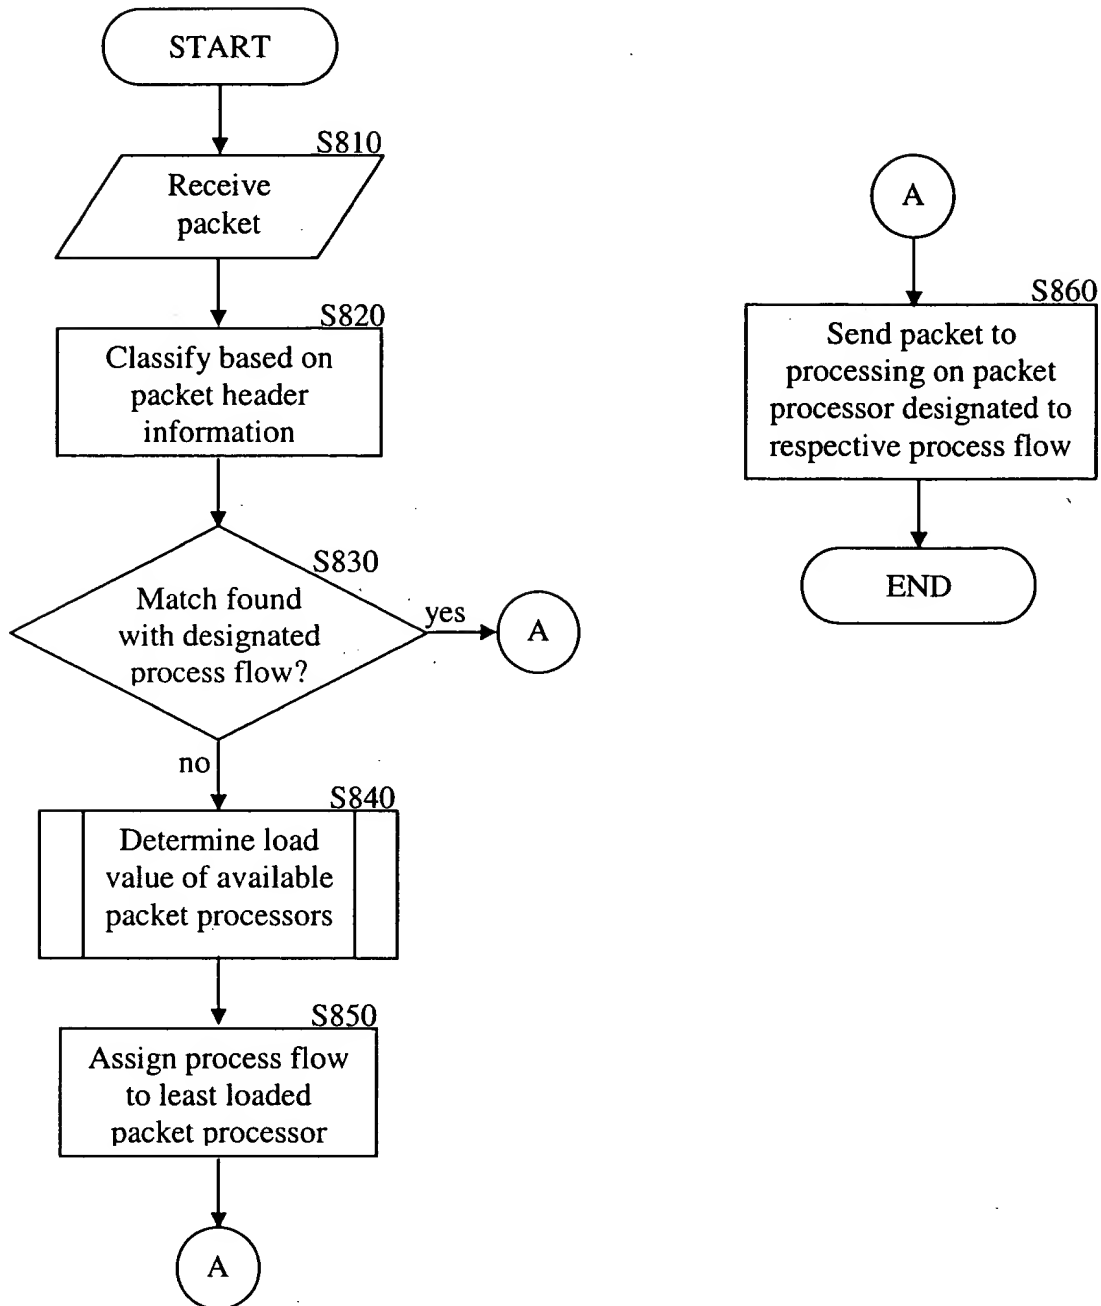 START
S810
Receive
packet
S820
Classify based on
packet header
information
S830
Match found
with designated
process flow?
yes
A
no
S840
Determine load
value of available
packet processors
S850
Assign process flow
to least loaded
packet processor
A
A
S860
Send packet to
processing on packet
processor designated to
respective process flow
END